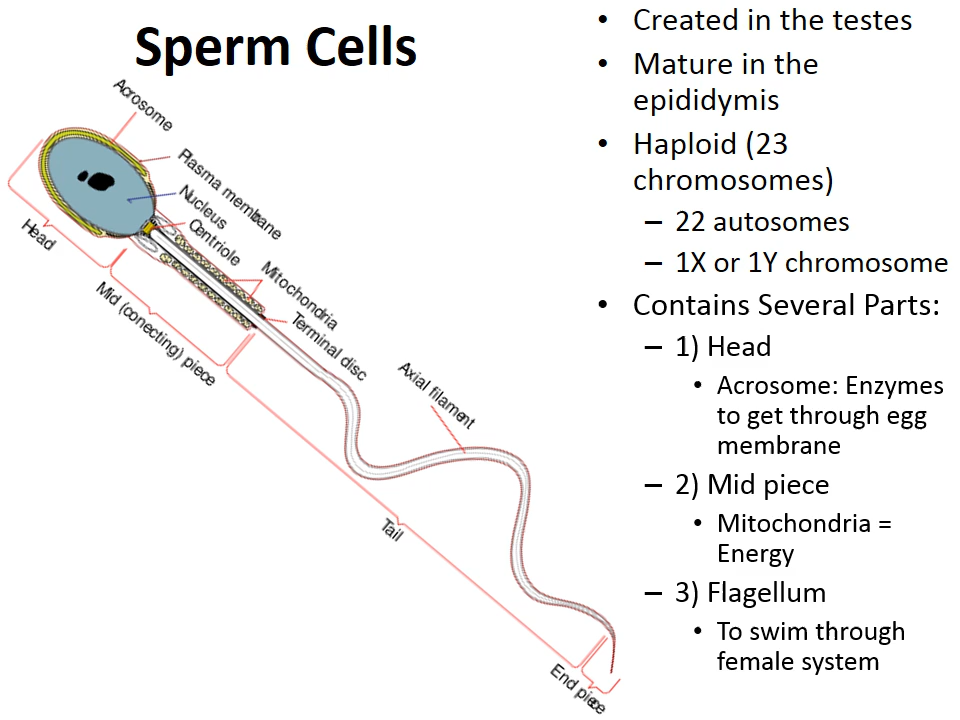 Sperm Cells
Acrosome
Plasma membrane
Nucleus
Centriole
Mitochondria
Terminal disc
Axial filament
Head
Mid (conecting) piece
Tail
End piece
• Created in the testes
• Mature in the
epididymis
• Haploid (23
chromosomes)
– 22 autosomes
– 1X or 1Y chromosome
• Contains Several Parts:
– 1) Head
• Acrosome: Enzymes
to get through egg
membrane
– 2) Mid piece
• Mitochondria =
Energy
– 3) Flagellum
• To swim through
female system